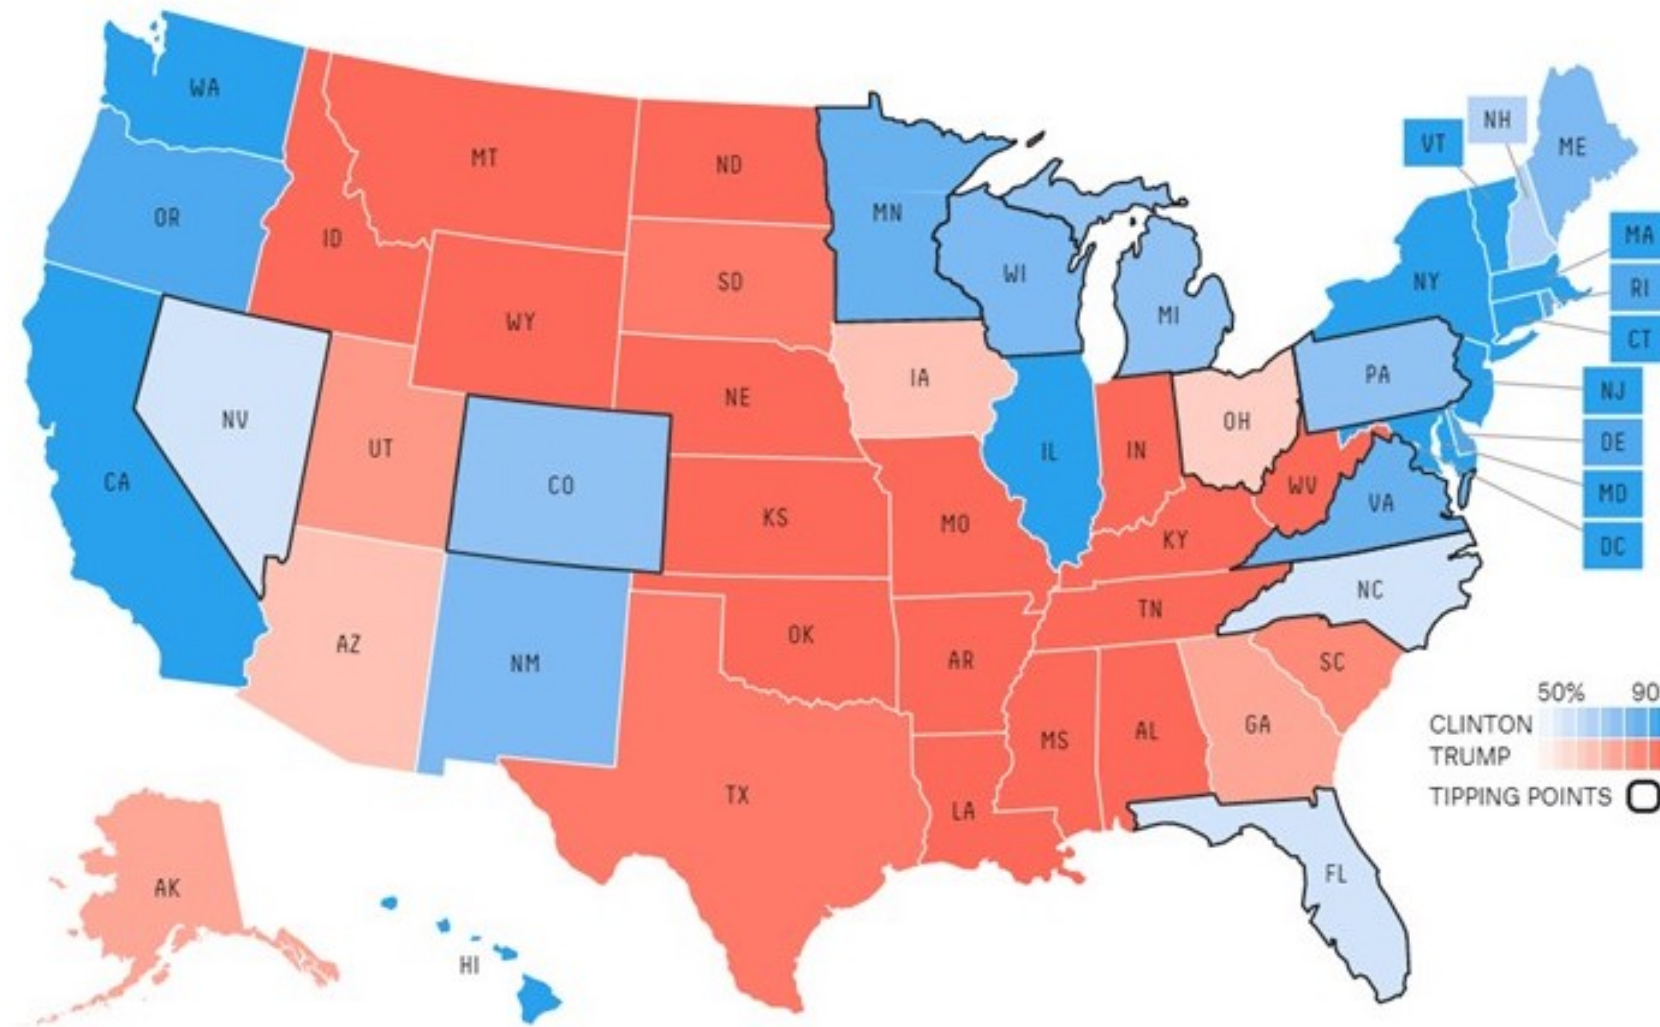 WA
MT
ND
MN
VT
NH
ME
OR
ID
SD
WI
MI
NY
MA
RI
CT
WY
NE
IA
PA
NJ
NV
UT
CO
IL
IN
OH
DE
CA
KS
MO
WV
VA
MD
KY
DC
AZ
NM
OK
AR
TN
NC
SC
TX
MS
AL
GA
LA
FL
AK
HI
50% 90
CLINTON
TRUMP
TIPPING POINTS